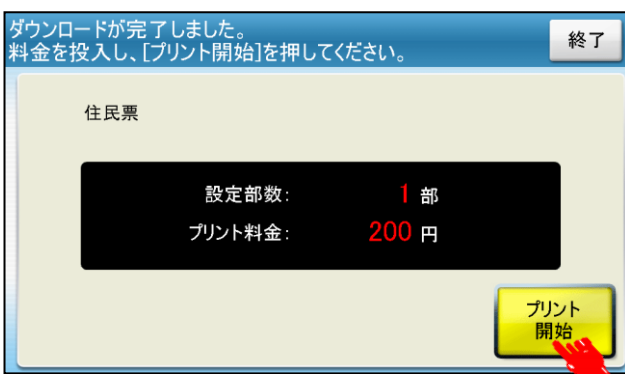 ダウンロードが完了しました。
料金を投入し、[プリント開始]を押してください。
終了
住民票
設定部数: 1 部
プリント料金: 200 円
プリント
開始